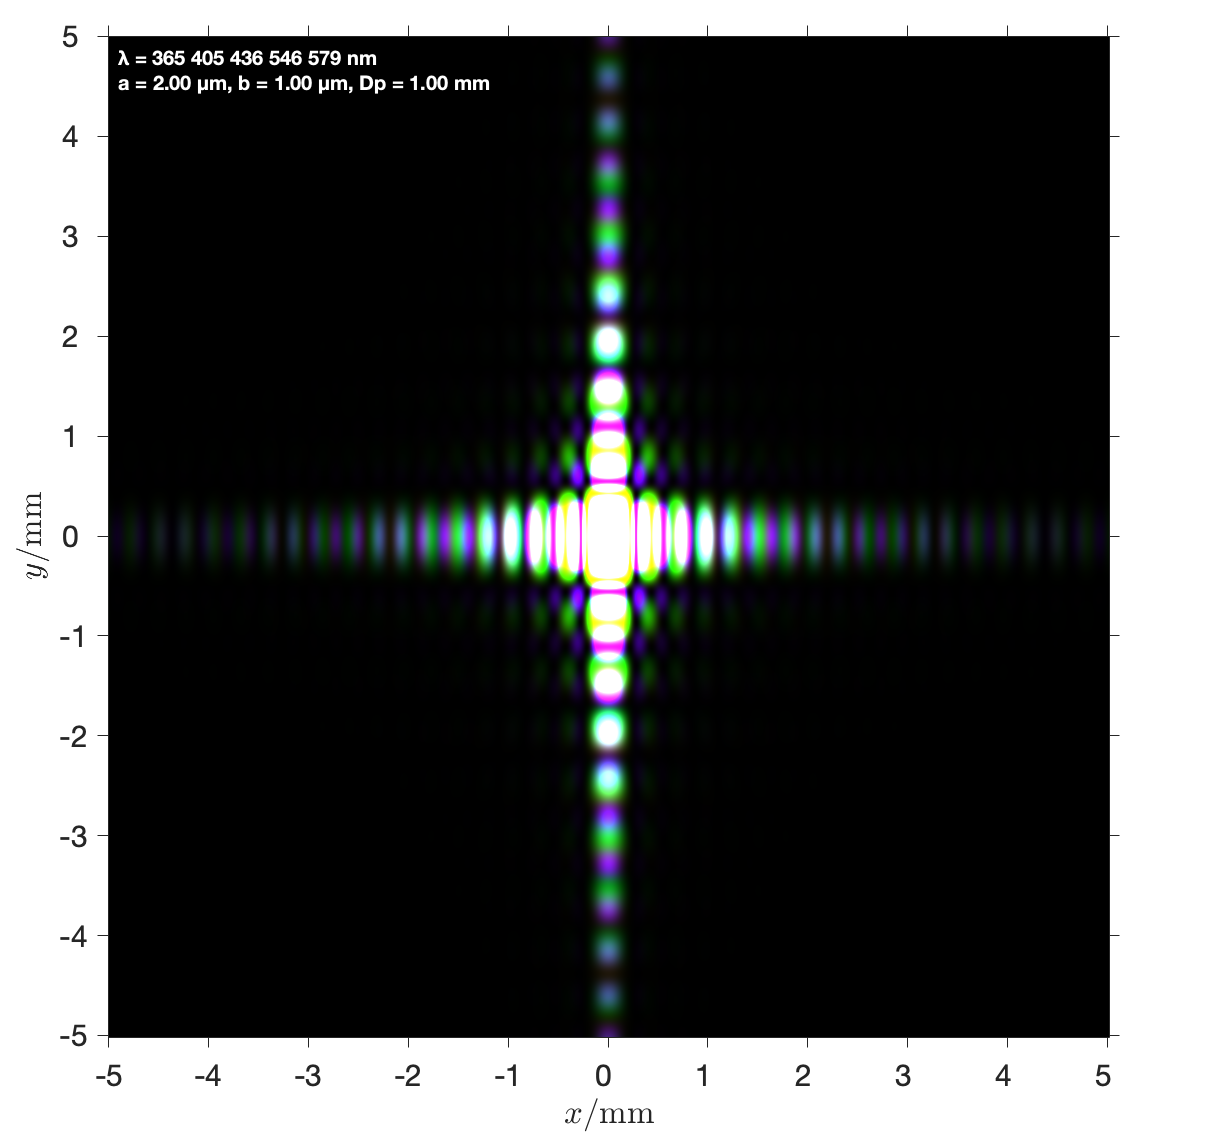 λ = 365 405 436 546 579 nm
a = 2.00 µm, b = 1.00 µm, Dp = 1.00 mm
5
4
3
2
1
0
-1
-2
-3
-4
-5
y/mm
-5 -4 -3 -2 -1 0 1 2 3 4 5
x/mm